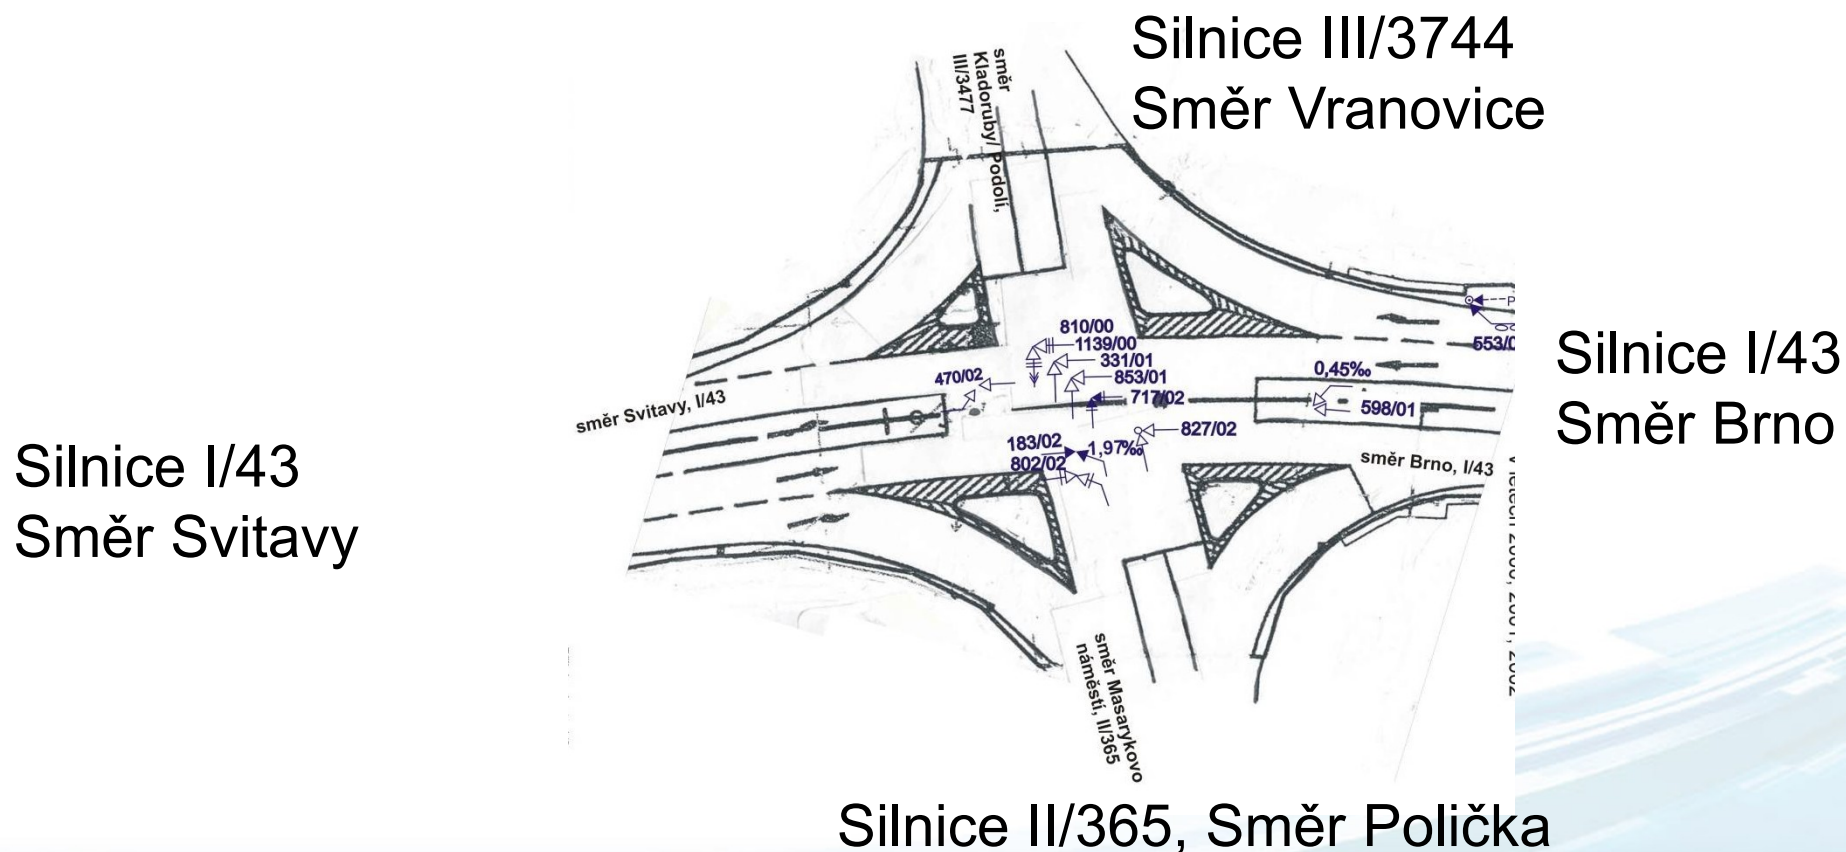 Silnice III/3744
Směr Vranovice
směr
Kladoruby/ Podolí,
III/3477
810/00
1139/00
331/01
853/01
470/02
717/02
0,45‰
598/01
827/02
183/02
1,97‰
802/02
směr Svitavy, I/43
směr Brno, I/43
Silnice I/43
Směr Brno
Silnice I/43
Směr Svitavy
směr Masarykovo
náměstí, II/365
Silnice II/365, Směr Polička